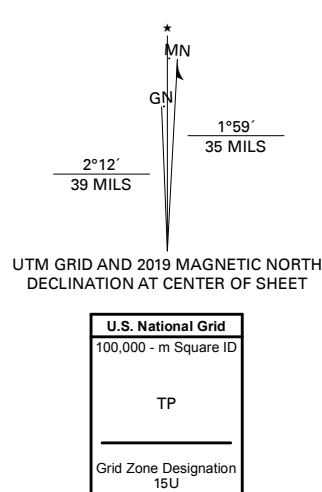 ★
MN
GN
1°59´
35 MILS
2°12´
39 MILS
UTM GRID AND 2019 MAGNETIC NORTH
DECLINATION AT CENTER OF SHEET
U.S. National Grid
100,000 - m Square ID
TP
Grid Zone Designation
15U